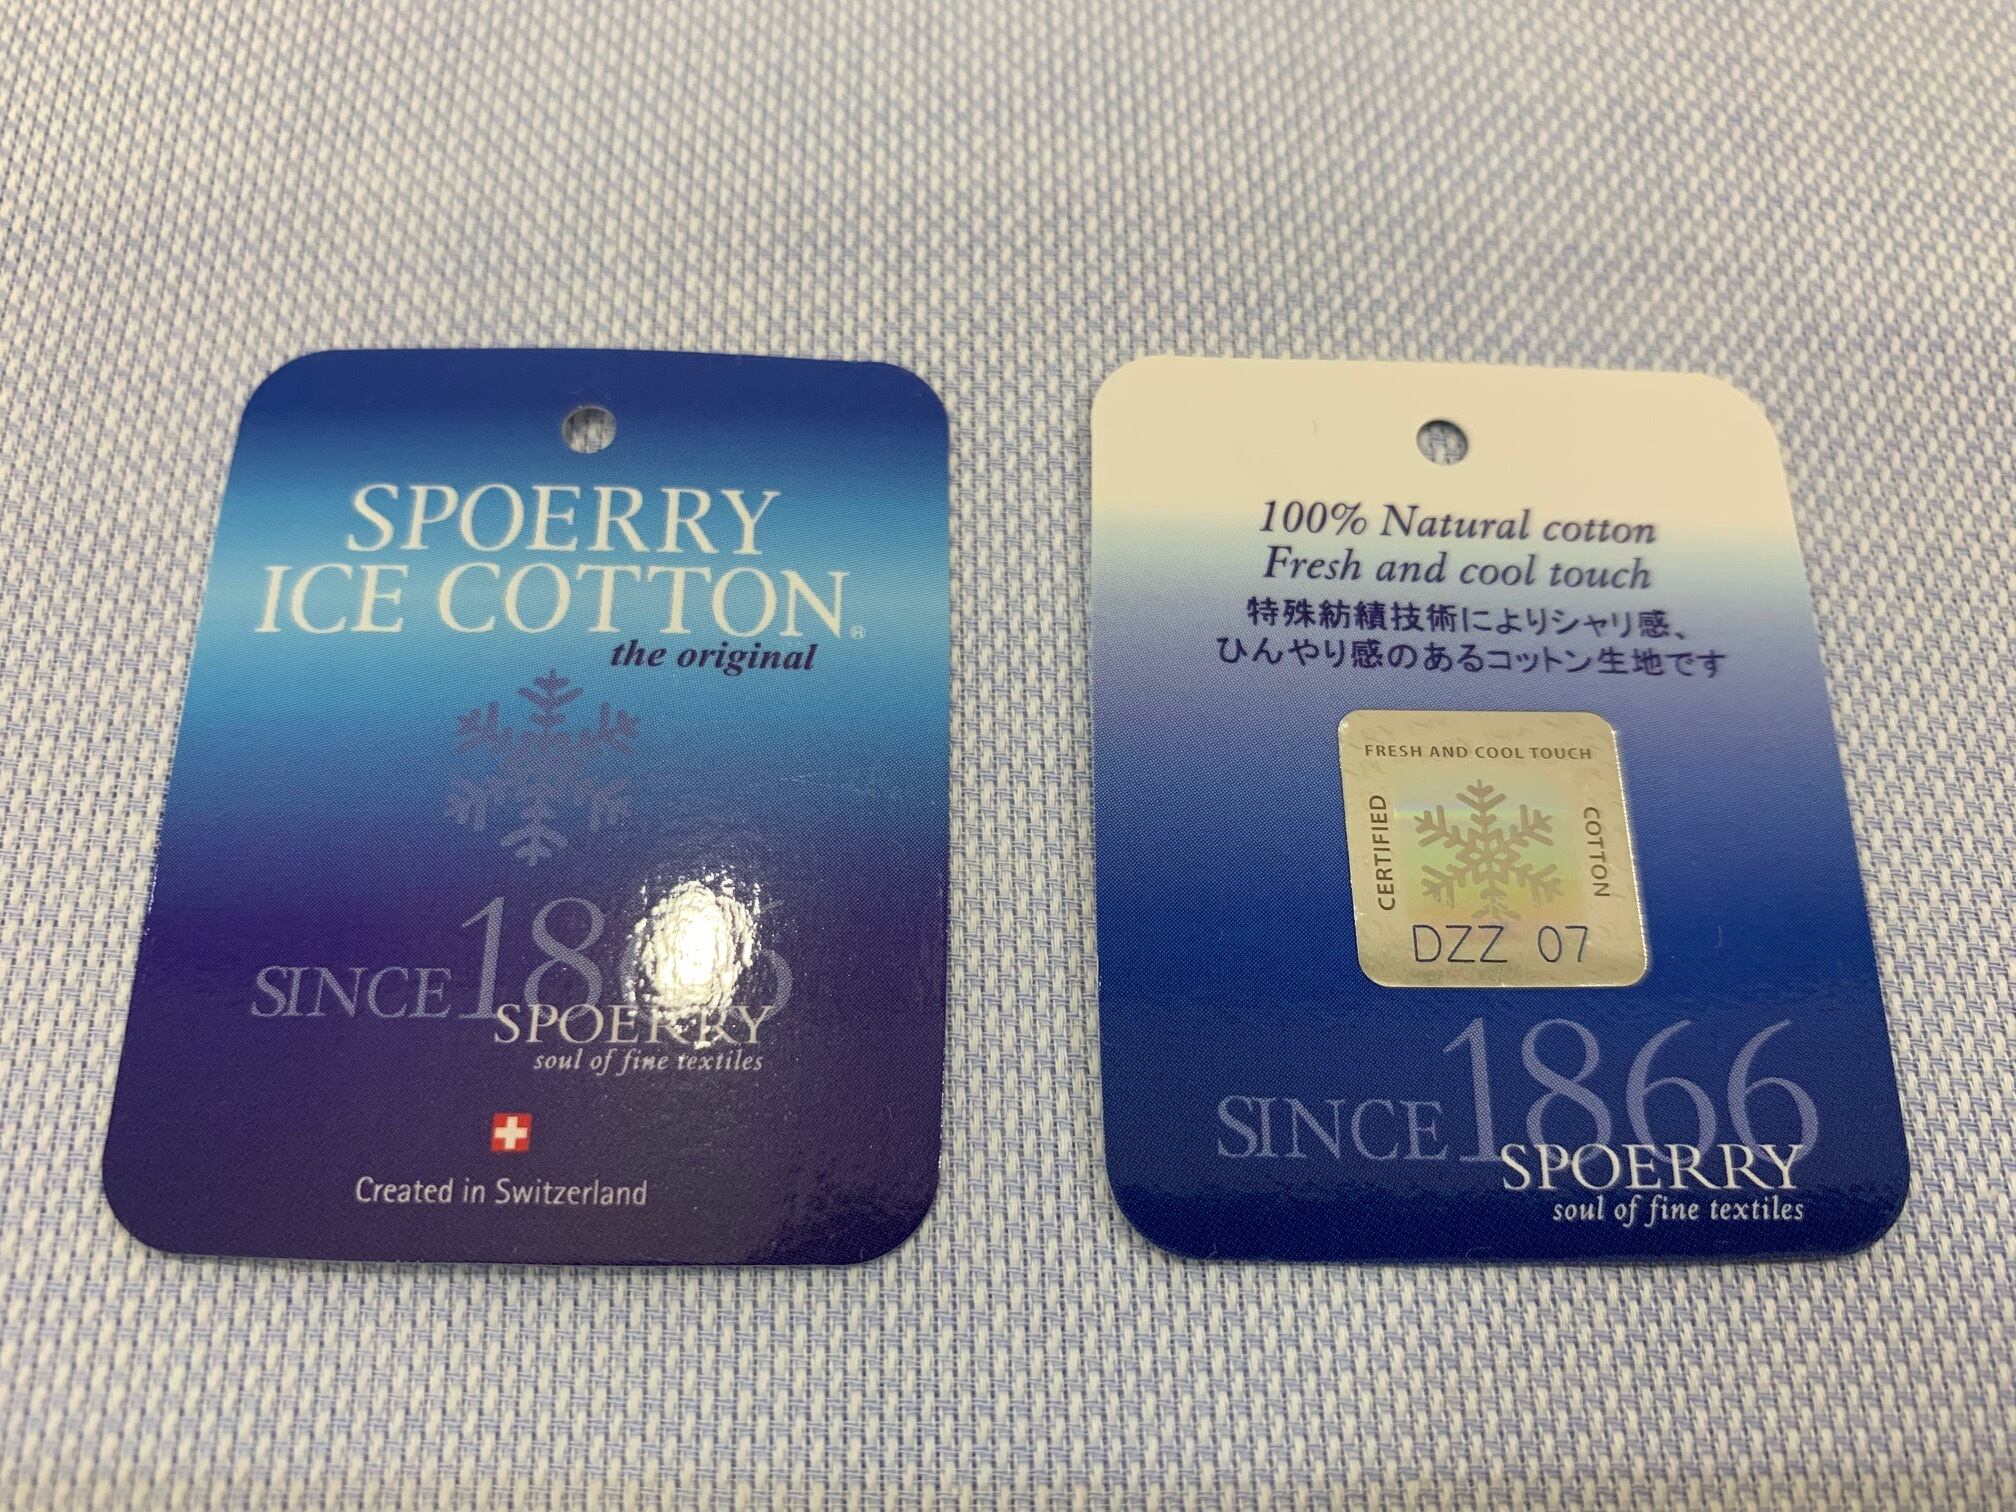 SPOERRY
ICE COTTON®
the original
SINCE 1866
SPOERRY
soul of fine textiles
Created in Switzerland
100% Natural cotton
Fresh and cool touch
特殊紡績技術によりシャリ感、
ひんやり感のあるコットン生地です
FRESH AND COOL TOUCH
CERTIFIED
COTTON
DZZ 07
SINCE 1866
SPOERRY
soul of fine textiles